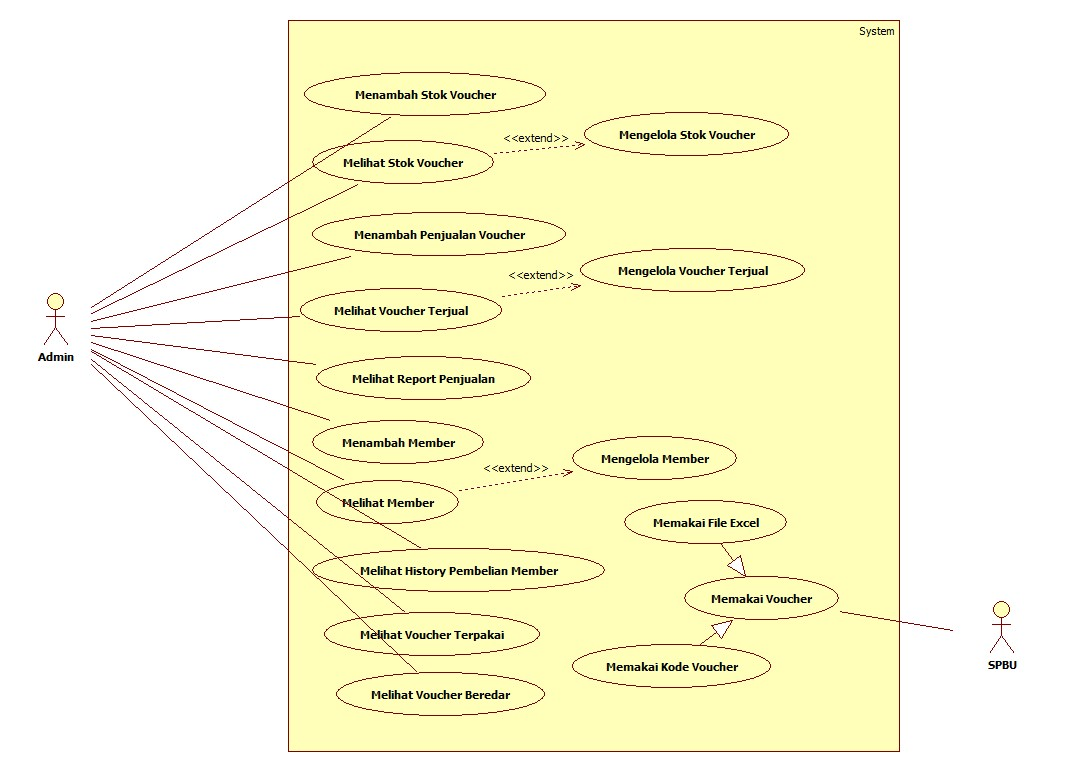 System
Menambah Stok Voucher
<<extend>>
Mengelola Stok Voucher
Melihat Stok Voucher
Menambah Penjualan Voucher
<<extend>>
Mengelola Voucher Terjual
Melihat Voucher Terjual
Admin
Melihat Report Penjualan
Menambah Member
<<extend>>
Mengelola Member
Melihat Member
Memakai File Excel
Melihat History Pembelian Member
Memakai Voucher
Melihat Voucher Terpakai
Memakai Kode Voucher
SPBU
Melihat Voucher Beredar